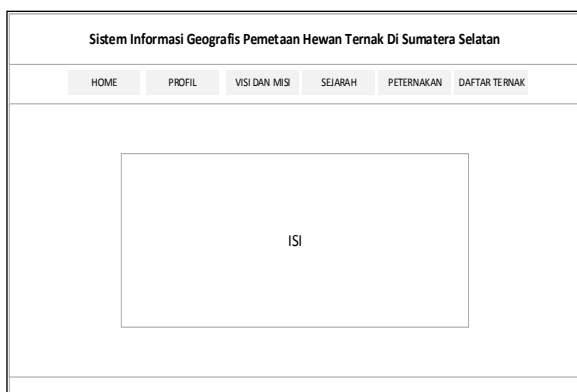 Sistem Informasi Geografis Pemetaan Hewan Ternak Di Sumatera Selatan
HOME PROFIL VISI DAN MISI SEJARAH PETERNAKAN DAFTAR TERNAK
ISI